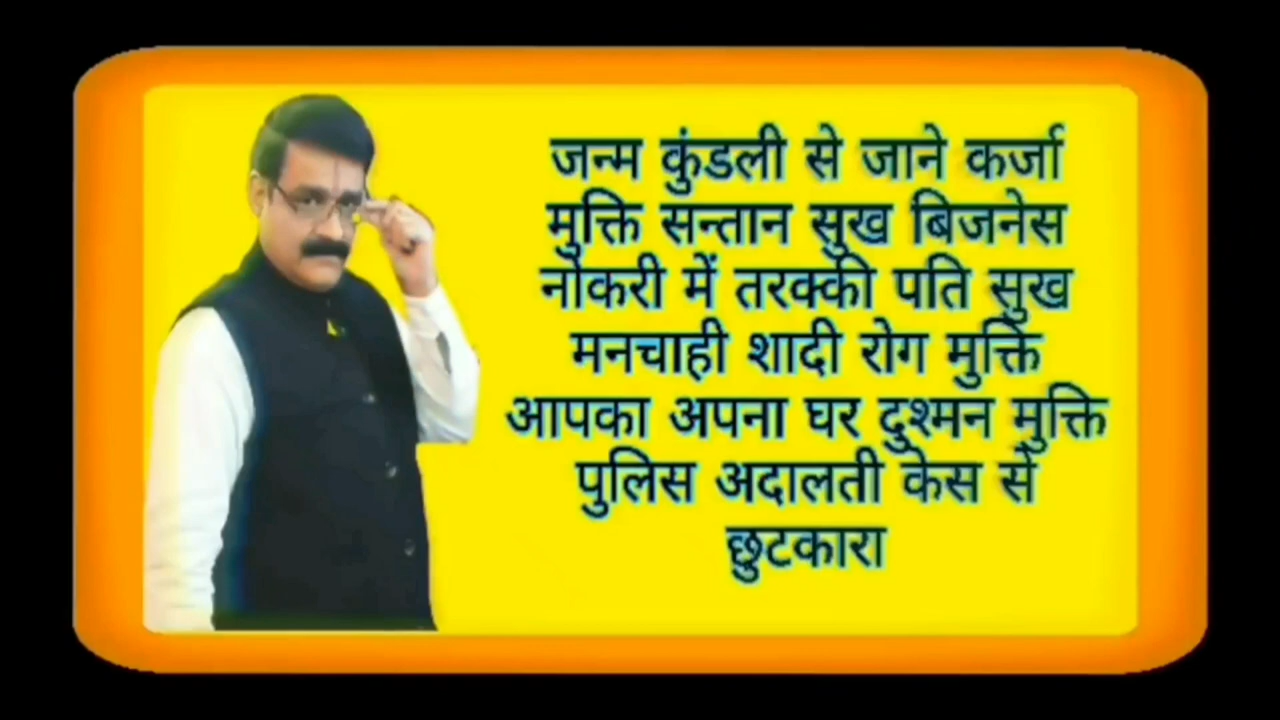 जन्म कुंडली से जाने कर्जा
मुक्ति सन्तान सुख बिजनेस
नोकरी में तरक्की पति सुख
मनचाही शादी रोग मुक्ति
आपका अपना घर दुश्मन मुक्ति
पुलिस अदालती केस से
छुटकारा